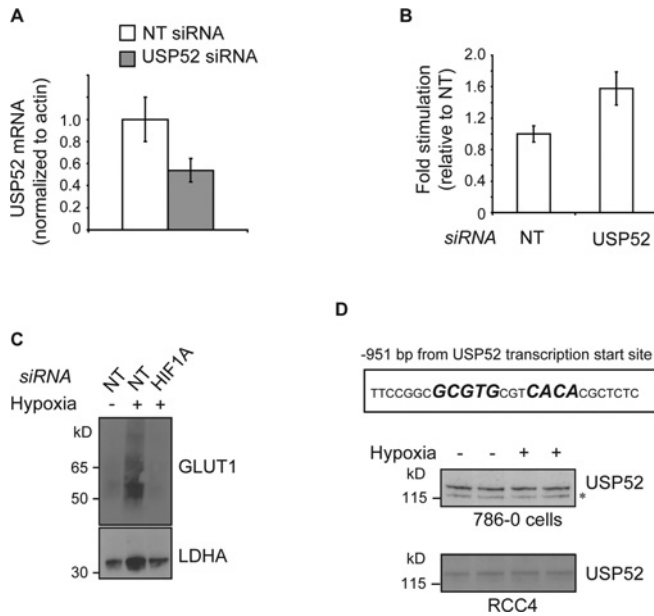 A
NT siRNA
USP52 siRNA
USP52 mRNA
(normalized to actin)
1.0
0.8
0.6
0.4
0.2
0
B
Fold stimulation
(relative to NT)
2.0
1.6
1.2
0.8
0.4
0
siRNA NT USP52
C
siRNA NT NT HIF1A
Hypoxia - + +
kD
65
50
GLUT1
30
LDHA
D
-951 bp from USP52 transcription start site
TTCCGGCGCGTGCGTCACACGCTCTC
Hypoxia - - + +
kD
115
USP52
*
786-0 cells
kD
115
USP52
RCC4